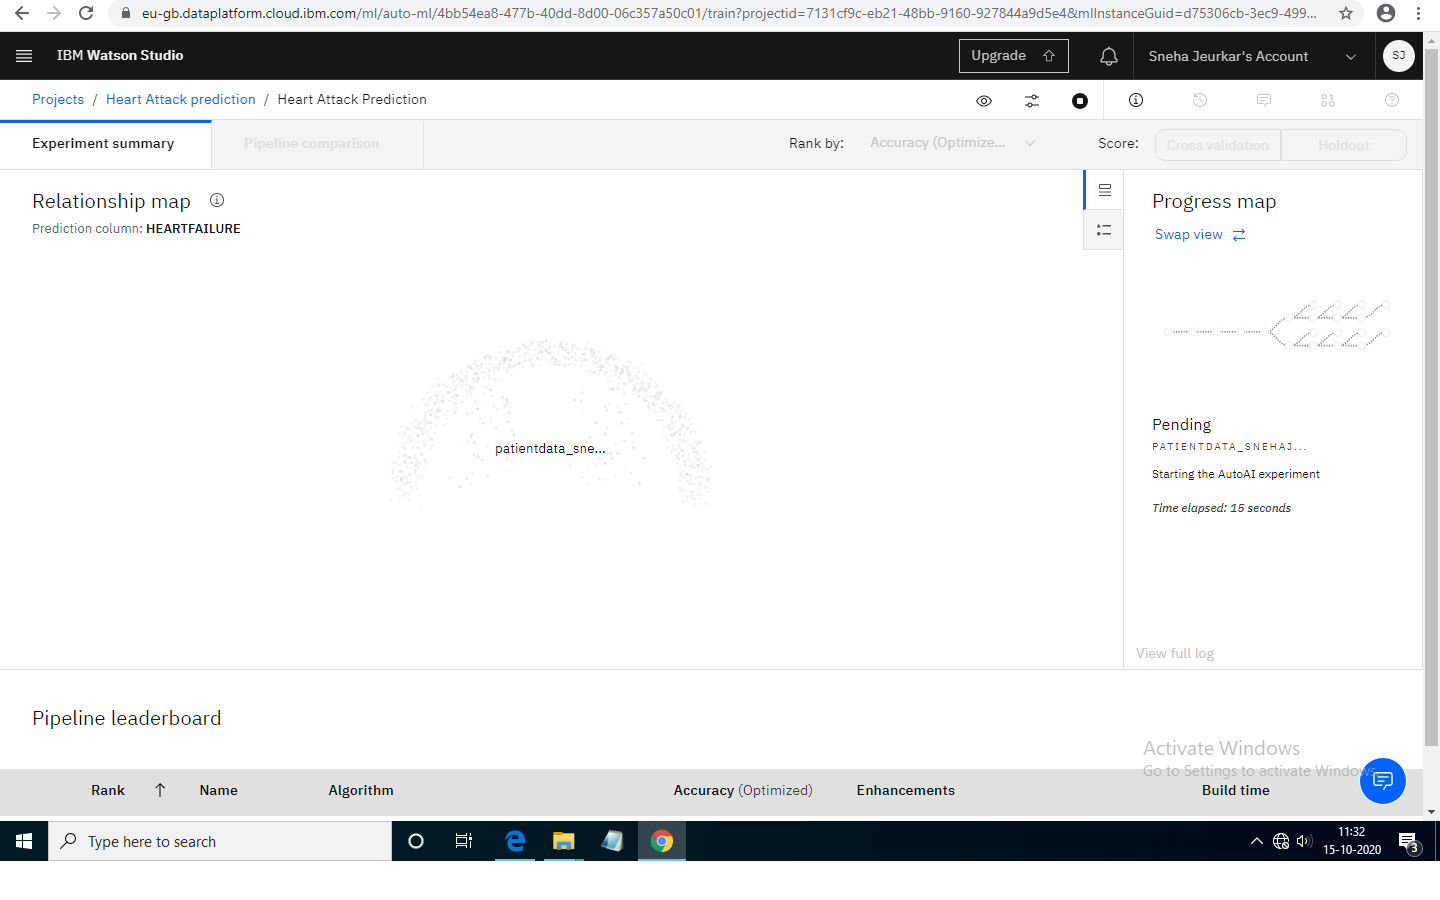 eu-gb.dataplatform.cloud.ibm.com/ml/auto-ml/4bb54ea8-477b-40dd-8d00-06c357a50c01/train?projectid=7131cf9c-eb21-48bb-9160-927844a9d5e4&mlInstanceGuid=d75306cb-3ec9-499...
IBM Watson Studio
Upgrade
Sneha Jeurkar's Account
SJ
Projects / Heart Attack prediction / Heart Attack Prediction
Experiment summary
Pipeline comparison
Rank by:
Accuracy (Optimize...
Score:
Cross validation
Holdout
Relationship map
Prediction column: HEARTFAILURE
patientdata_sne...
Progress map
Swap view
Pending
PATIENTDATA_SNEHAJ...
Starting the AutoAI experiment
Time elapsed: 15 seconds
View full log
Pipeline leaderboard
Activate Windows
Go to Settings to activate Windows.
Rank
Name
Algorithm
Accuracy (Optimized)
Enhancements
Build time
Type here to search
11:32
15-10-2020
3